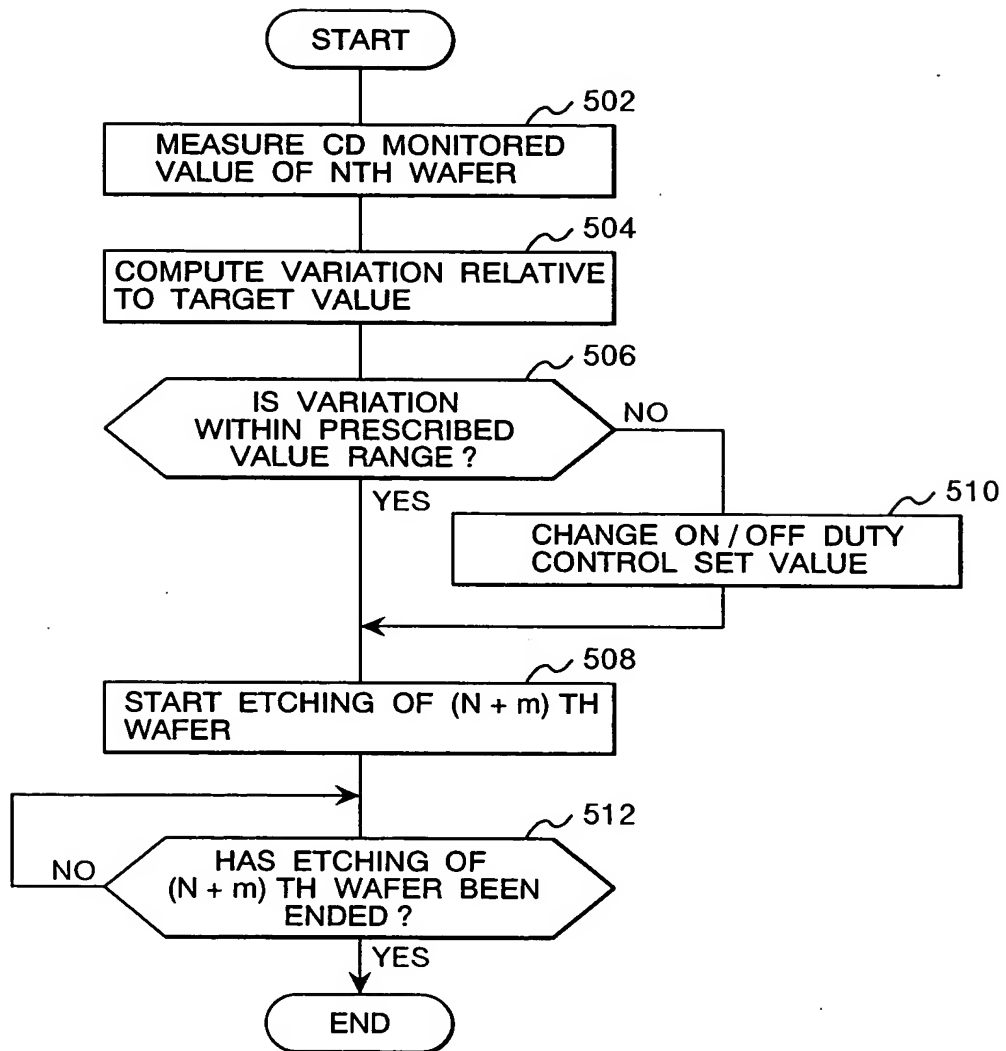 START
502
MEASURE CD MONITORED
VALUE OF NTH WAFER
504
COMPUTE VARIATION RELATIVE
TO TARGET VALUE
506
IS VARIATION
WITHIN PRESCRIBED
VALUE RANGE ?
NO
YES
510
CHANGE ON / OFF DUTY
CONTROL SET VALUE
508
START ETCHING OF (N + m) TH
WAFER
512
HAS ETCHING OF
(N + m) TH WAFER BEEN
ENDED ?
NO
YES
END